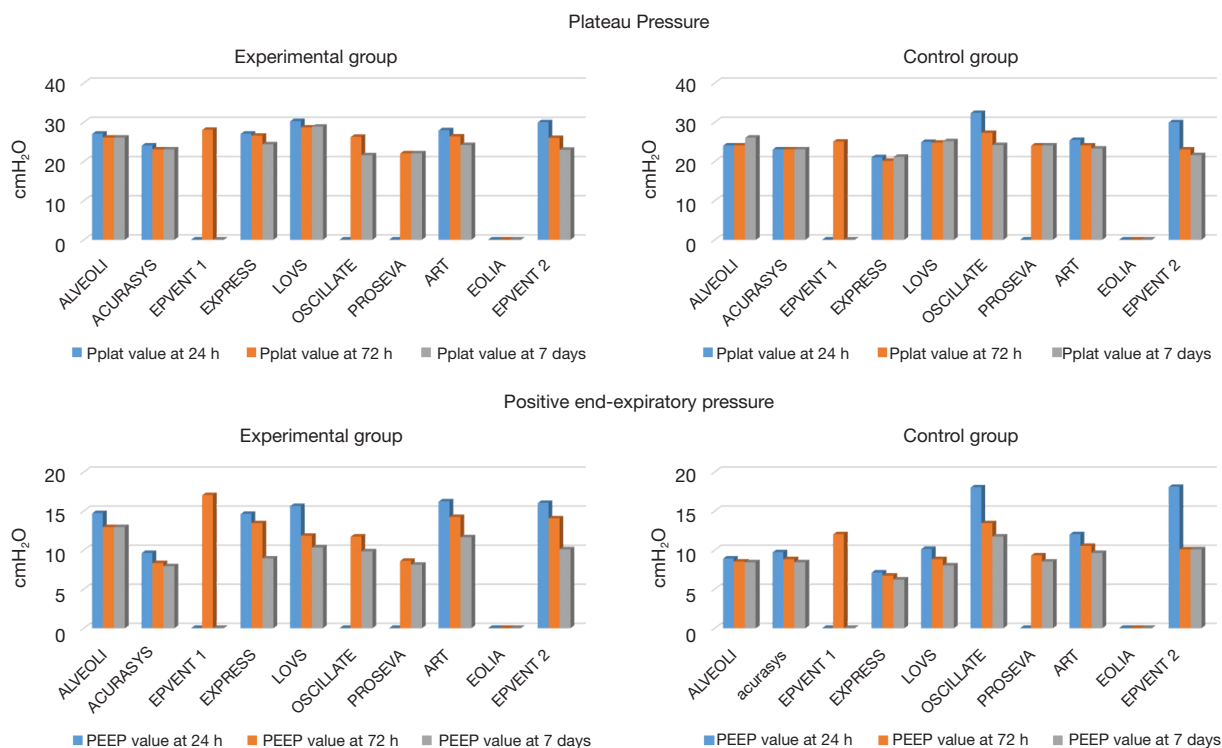 Plateau Pressure
Experimental group
Control group
cmH₂O
40
30
20
10
0
ALVEOLI
ACURASYS
EPVENT 1
EXPRESS
LOVS
OSCILLATE
PROSEVA
ART
EOLIA
EPVENT 2
Pplat value at 24 h Pplat value at 72 h Pplat value at 7 days
cmH₂O
40
30
20
10
0
ALVEOLI
ACURASYS
EPVENT 1
EXPRESS
LOVS
OSCILLATE
PROSEVA
ART
EOLIA
EPVENT 2
Pplat value at 24 h Pplat value at 72 h Pplat value at 7 days
Positive end-expiratory pressure
Experimental group
Control group
cmH₂O
20
15
10
5
0
ALVEOLI
ACURASYS
EPVENT 1
EXPRESS
LOVS
OSCILLATE
PROSEVA
ART
EOLIA
EPVENT 2
PEEP value at 24 h PEEP value at 72 h PEEP value at 7 days
cmH₂O
20
15
10
5
0
ALVEOLI
acurasys
EPVENT 1
EXPRESS
LOVS
OSCILLATE
PROSEVA
ART
EOLIA
EPVENT 2
PEEP value at 24 h PEEP value at 72 h PEEP value at 7 days